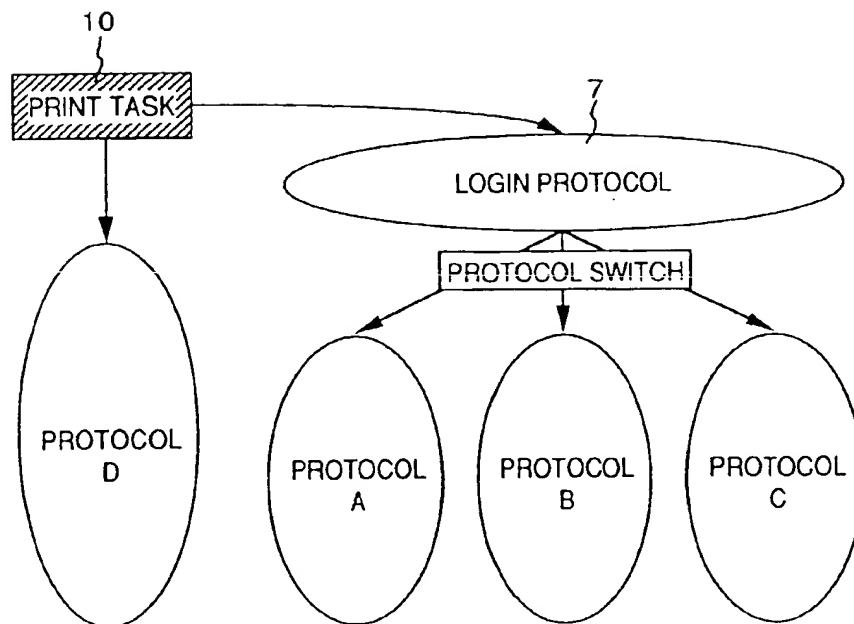 10
PRINT TASK
7
LOGIN PROTOCOL
PROTOCOL SWITCH
PROTOCOL
D
PROTOCOL
A
PROTOCOL
B
PROTOCOL
C